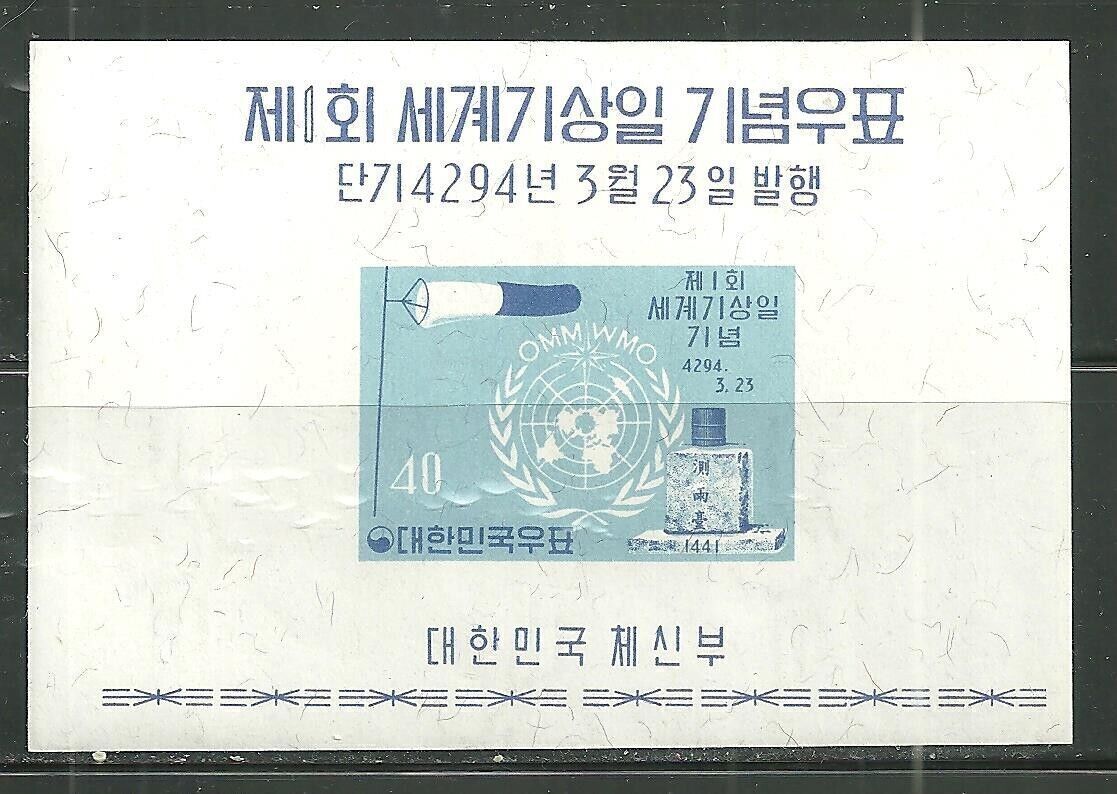 제1회 세계기상일 기념우표
단기4294년 3월 23일 발행
제1회
세계기상일
기념
4294.
3.23
OMM WMO
40
測雨臺
1441
대한민국우표
대한민국 체신부